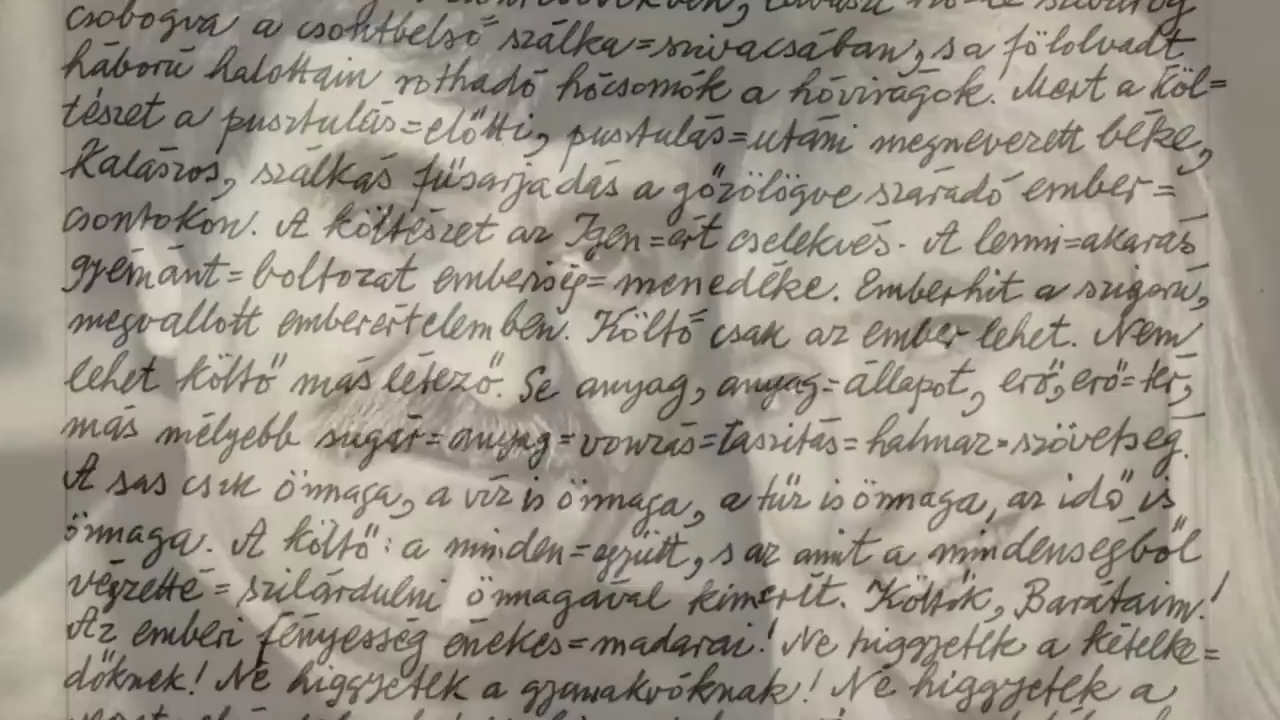 csobogva a csontbelső szálka=szivacsában, s a fölolvadt
háború halottain rothadó hócsomók a hóvirágok. Mert a köl=
tészet a pusztulás=előtti, pusztulás=utáni megnevezett béke,
Kalászos, szálkás fűsarjadás a gőzölögve száradó ember=
csontokon. A költészet az Igen=ért cselekvés. A lenni=akarás
gyémánt=boltozat emberiség=menedéke. Emberhit a szigorú,
megvallott emberértelemben. Költő csak az ember lehet. Nem
lehet költő más létező. Se anyag, anyag=állapot, erő, erő=tér,
más mélyebb sugár=anyag=vonzás=taszítás=halmaz=szövetség.
A sas csak önmaga, a víz is önmaga, a tűz is önmaga, az idő is
önmaga. A költő: a minden=együtt, s az amit a mindenségből
végzetté=szilárdulni önmagával kimerít. Költők, Barátaim!
Az emberi fényesség énekes=madarai! Ne higgyetek a kételke=
dőknek! Ne higgyetek a gyanakvóknak! Ne higgyetek a